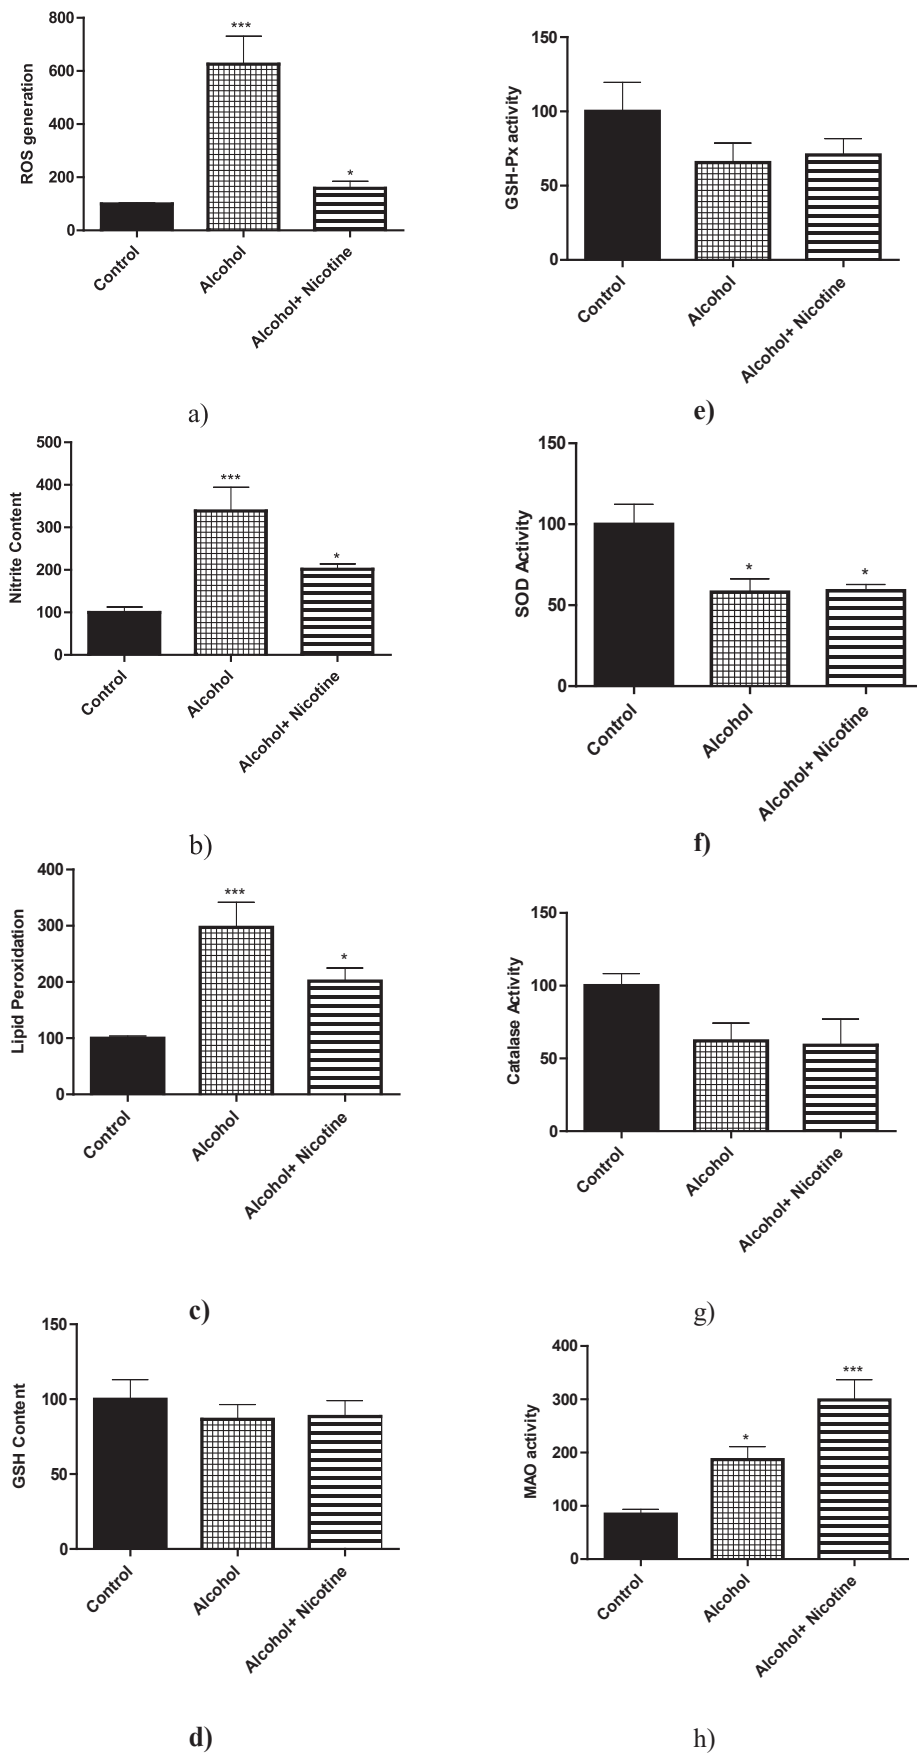 800
600
400
200
0
ROS generation
***
*
Control
Alcohol
Alcohol+ Nicotine
a)
500
400
300
200
100
0
Nitrite Content
***
*
Control
Alcohol
Alcohol+ Nicotine
b)
400
300
200
100
0
Lipid Peroxidation
***
*
Control
Alcohol
Alcohol+ Nicotine
c)
150
100
50
0
GSH Content
Control
Alcohol
Alcohol+ Nicotine
d)
150
100
50
0
GSH-Px activity
Control
Alcohol
Alcohol+ Nicotine
e)
150
100
50
0
SOD Activity
*
*
Control
Alcohol
Alcohol+ Nicotine
f)
150
100
50
0
Catalase Activity
Control
Alcohol
Alcohol+ Nicotine
g)
400
300
200
100
0
MAO activity
*
***
Control
Alcohol
Alcohol+ Nicotine
h)